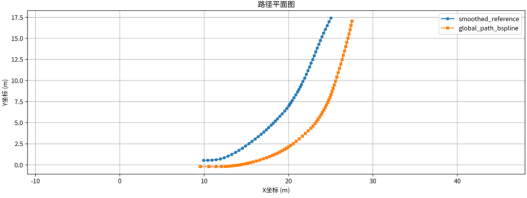 路径平面图
17.5
15.0
12.5
10.0
7.5
5.0
2.5
0.0
Y坐标 (m)
-10
0
10
20
30
40
X坐标 (m)
smoothed_reference
global_path_bspline